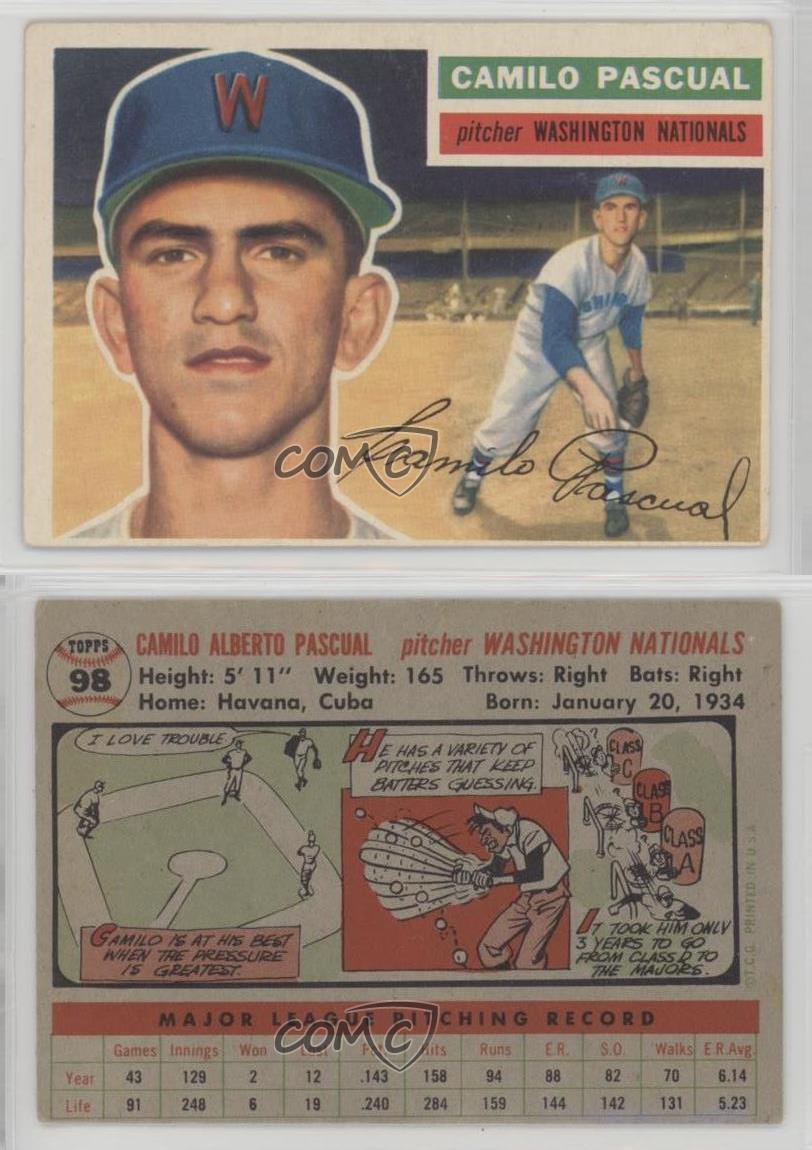 CAMILO PASCUAL
pitcher WASHINGTON NATIONALS
W
W
Camilo Pascual
COMC
TOPPS
98
CAMILO ALBERTO PASCUAL pitcher WASHINGTON NATIONALS
Height: 5' 11" Weight: 165 Throws: Right Bats: Right
Home: Havana, Cuba Born: January 20, 1934
I LOVE TROUBLE
CAMILO IS AT HIS BEST
WHEN THE PRESSURE
IS GREATEST.
HE HAS A VARIETY OF
PITCHES THAT KEEP
BATTERS GUESSING.
CLASS
C
CLASS
B
CLASS
A
IT TOOK HIM ONLY
3 YEARS TO GO
FROM CLASS D TO
THE MAJORS.
©T.C.G. PRINTED IN U.S.A.
MAJOR LEAGUE PITCHING RECORD
COMC
Games Innings Won Hits Runs E.R. S.O. Walks E.R.Avg.
Year 43 129 2 12 .143 158 94 88 82 70 6.14
Life 91 248 6 19 .240 284 159 144 142 131 5.23